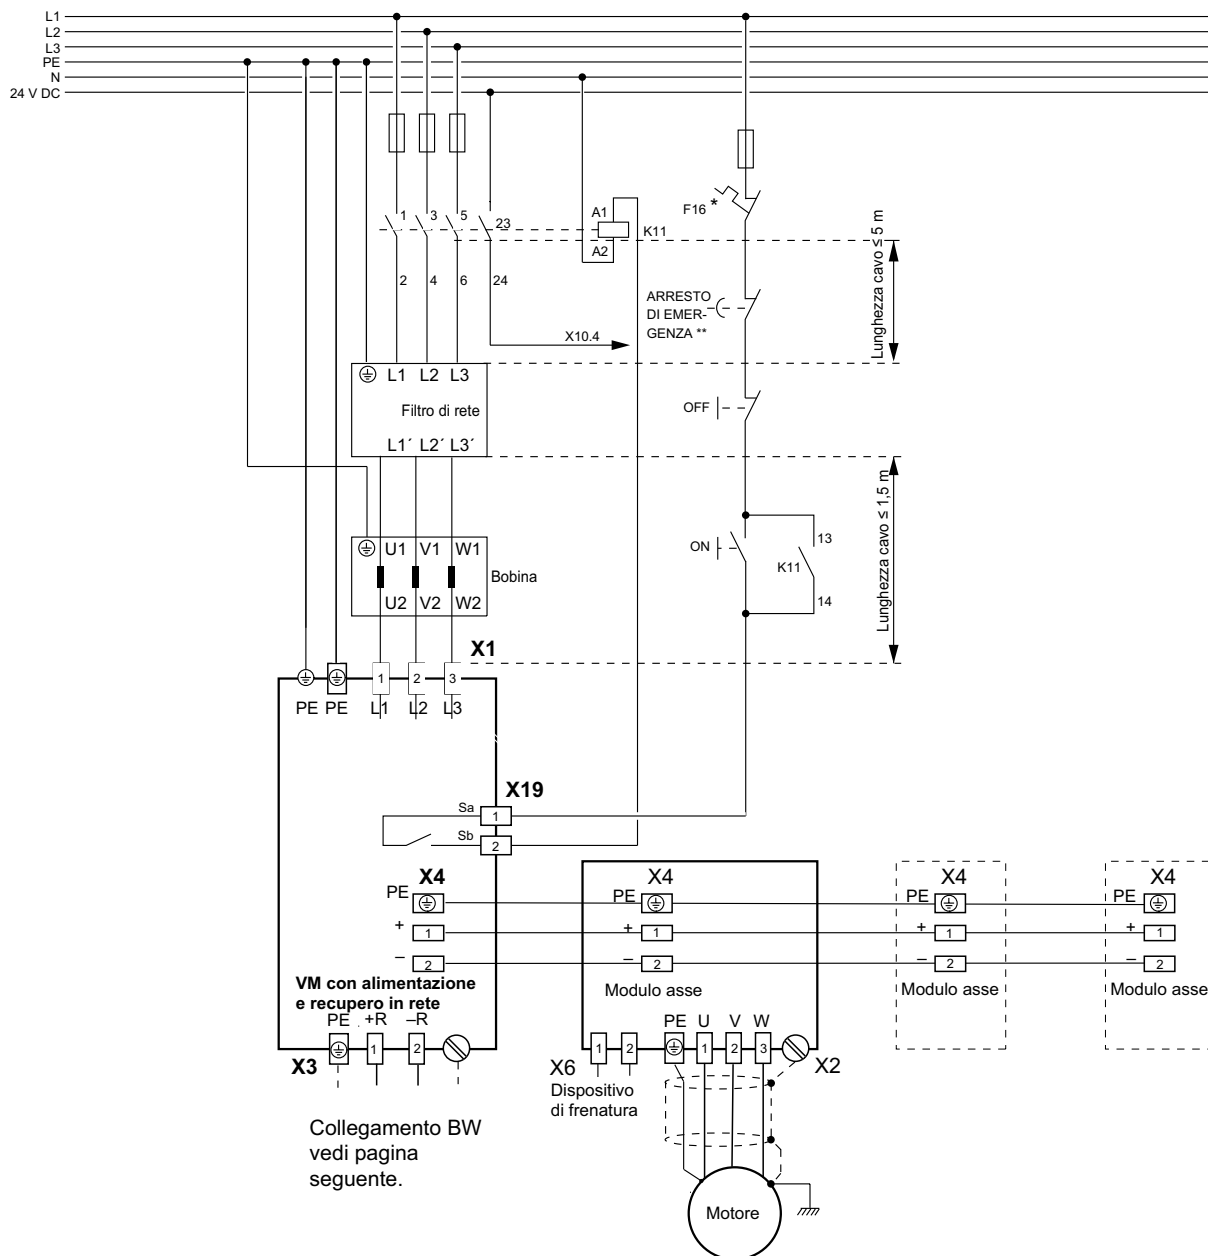 L1
L2
L3
PE
N
24 V DC
F16 *
1
3
5
23
A1
K11
A2
2
4
6
24
ARRESTO
DI EMER-
GENZA **
X10.4
Lunghezza cavo ≤ 5 m
L1 L2 L3
Filtro di rete
L1´ L2´ L3´
OFF
Lunghezza cavo ≤ 1,5 m
ON
13
K11
14
U1 V1 W1
Bobina
U2 V2 W2
X1
1 2 3
PE PE L1 L2 L3
X19
Sa 1
Sb 2
X4
PE
+ 1
– 2
VM con alimentazione
e recupero in rete
PE +R –R
1 2
X3
Collegamento BW
vedi pagina
seguente.
X4
PE
+ 1
– 2
Modulo asse
PE U V W
1 2 1 2 3
X6
X2
Dispositivo
di frenatura
Motore
X4
PE
+ 1
– 2
Modulo asse
X4
PE
+ 1
– 2
Modulo asse